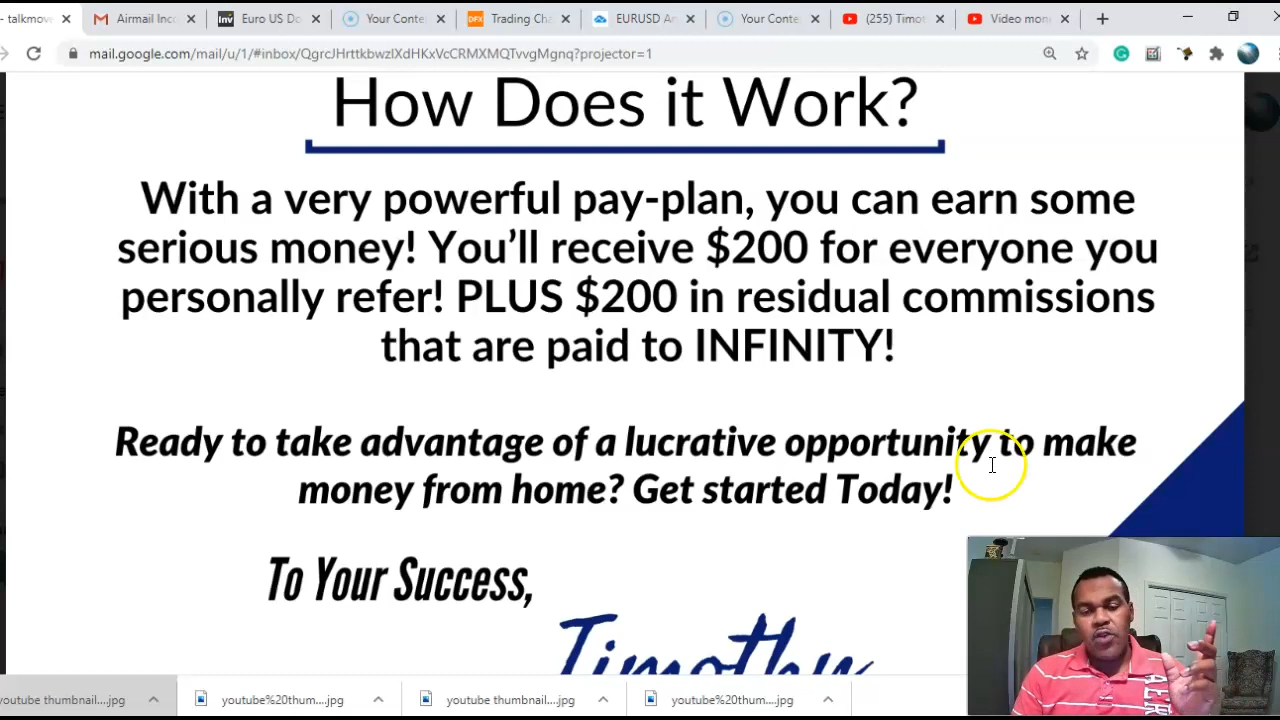 - talkmove
Airmail Inco
Euro US Do
Your Conte
Trading Cha
EURUSD An
Your Conte
(255) Timot
Video mon
mail.google.com/mail/u/1/#inbox/QgrcJHrttkbwzlXdHKxVcCRMXMQTvvgMgnq?projector=1
How Does it Work?
With a very powerful pay-plan, you can earn some
serious money! You'll receive $200 for everyone you
personally refer! PLUS $200 in residual commissions
that are paid to INFINITY!
Ready to take advantage of a lucrative opportunity to make
money from home? Get started Today!
To Your Success,
Timothy
youtube thumbnail....jpg
youtube%20thum....jpg
youtube thumbnail....jpg
youtube%20thum....jpg